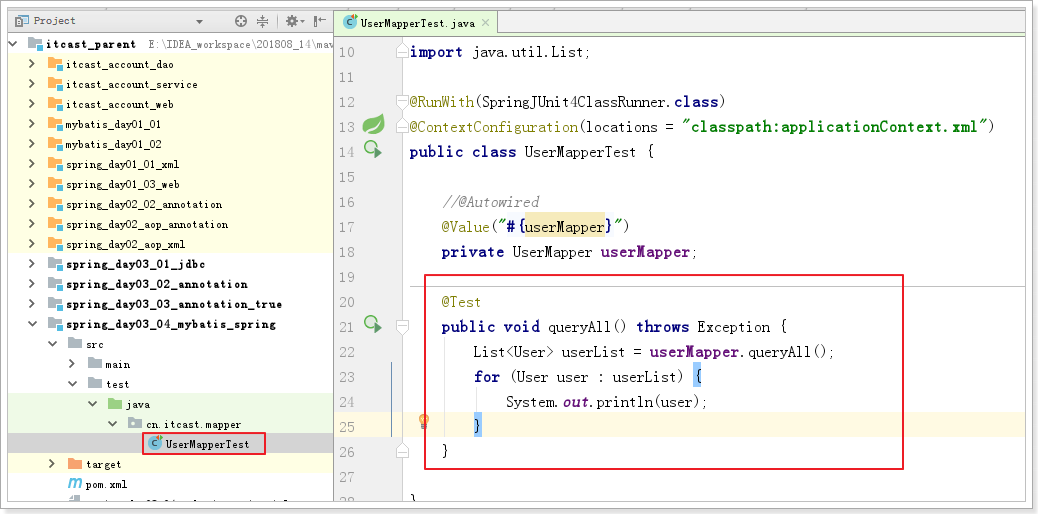 Project
itcast_parent E:\IDEA_workspace\201808_14\mav
itcast_account_dao
itcast_account_service
itcast_account_web
mybatis_day01_01
mybatis_day01_02
spring_day01_01_xml
spring_day01_03_web
spring_day02_02_annotation
spring_day02_aop_annotation
spring_day02_aop_xml
spring_day03_01_jdbc
spring_day03_02_annotation
spring_day03_03_annotation_true
spring_day03_04_mybatis_spring
src
main
test
java
cn.itcast.mapper
UserMapperTest
target
pom.xml
UserMapperTest.java
10 import java.util.List;
11
12 @RunWith(SpringJUnit4ClassRunner.class)
13 @ContextConfiguration(locations = "classpath:applicationContext.xml")
14 public class UserMapperTest {
15
16 //@Autowired
17 @Value("#{userMapper}")
18 private UserMapper userMapper;
19
20 @Test
21 public void queryAll() throws Exception {
22 List<User> userList = userMapper.queryAll();
23 for (User user : userList) {
24 System.out.println(user);
25 }
26 }
27